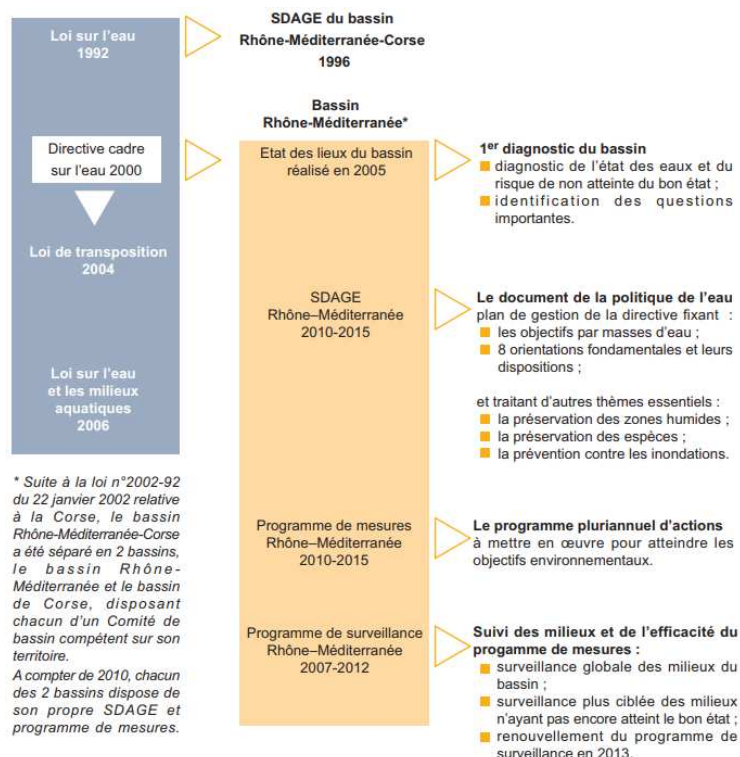 Loi sur l'eau
1992
SDAGE du bassin
Rhône-Méditerranée-Corse
1996
Bassin
Rhône-Méditerranée*
Directive cadre
sur l'eau 2000
Etat des lieux du bassin
réalisé en 2005
1er diagnostic du bassin
diagnostic de l'état des eaux et du
risque de non atteinte du bon état ;
identification des questions
importantes.
Loi de transposition
2004
SDAGE
Rhône–Méditerranée
2010-2015
Le document de la politique de l'eau
plan de gestion de la directive fixant :
les objectifs par masses d'eau ;
8 orientations fondamentales et leurs
dispositions ;
et traitant d'autres thèmes essentiels :
la préservation des zones humides ;
la préservation des espèces ;
la prévention contre les inondations.
Loi sur l'eau
et les milieux
aquatiques
2006
* Suite à la loi n°2002-92
du 22 janvier 2002 relative
à la Corse, le bassin
Rhône-Méditerranée-Corse
a été séparé en 2 bassins,
le bassin Rhône-
Méditerranée et le bassin
de Corse, disposant
chacun d'un Comité de
bassin compétent sur son
territoire.
A compter de 2010, chacun
des 2 bassins dispose de
son propre SDAGE et
programme de mesures.
Programme de mesures
Rhône–Méditerranée
2010-2015
Le programme pluriannuel d'actions
à mettre en œuvre pour atteindre les
objectifs environnementaux.
Programme de surveillance
Rhône–Méditerranée
2007-2012
Suivi des milieux et de l'efficacité du
progamme de mesures :
surveillance globale des milieux du
bassin ;
surveillance plus ciblée des milieux
n'ayant pas encore atteint le bon état ;
renouvellement du programme de
surveillance en 2013.